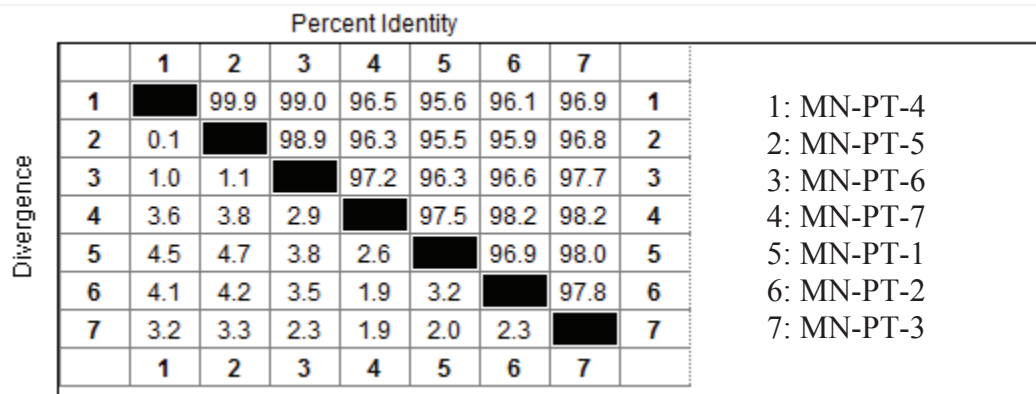 Percent Identity
1 2 3 4 5 6 7
1 99.9 99.0 96.5 95.6 96.1 96.9 1
2 0.1 98.9 96.3 95.5 95.9 96.8 2
3 1.0 1.1 97.2 96.3 96.6 97.7 3
4 3.6 3.8 2.9 97.5 98.2 98.2 4
5 4.5 4.7 3.8 2.6 96.9 98.0 5
6 4.1 4.2 3.5 1.9 3.2 97.8 6
7 3.2 3.3 2.3 1.9 2.0 2.3 7
1 2 3 4 5 6 7
Divergence
1: MN-PT-4
2: MN-PT-5
3: MN-PT-6
4: MN-PT-7
5: MN-PT-1
6: MN-PT-2
7: MN-PT-3